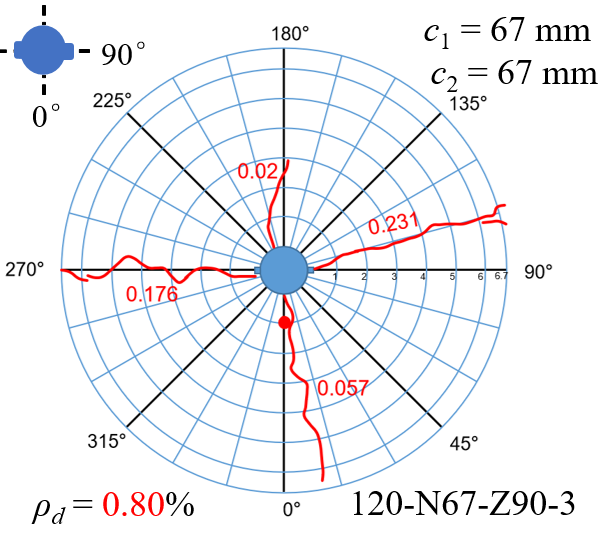 180°
c1 = 67 mm
c2 = 67 mm
90°
0°
225°
135°
0.02
0.231
270°
1 2 3 4 5 6 6.7
90°
0.176
0.057
315°
45°
ρd = 0.80%
0°
120-N67-Z90-3